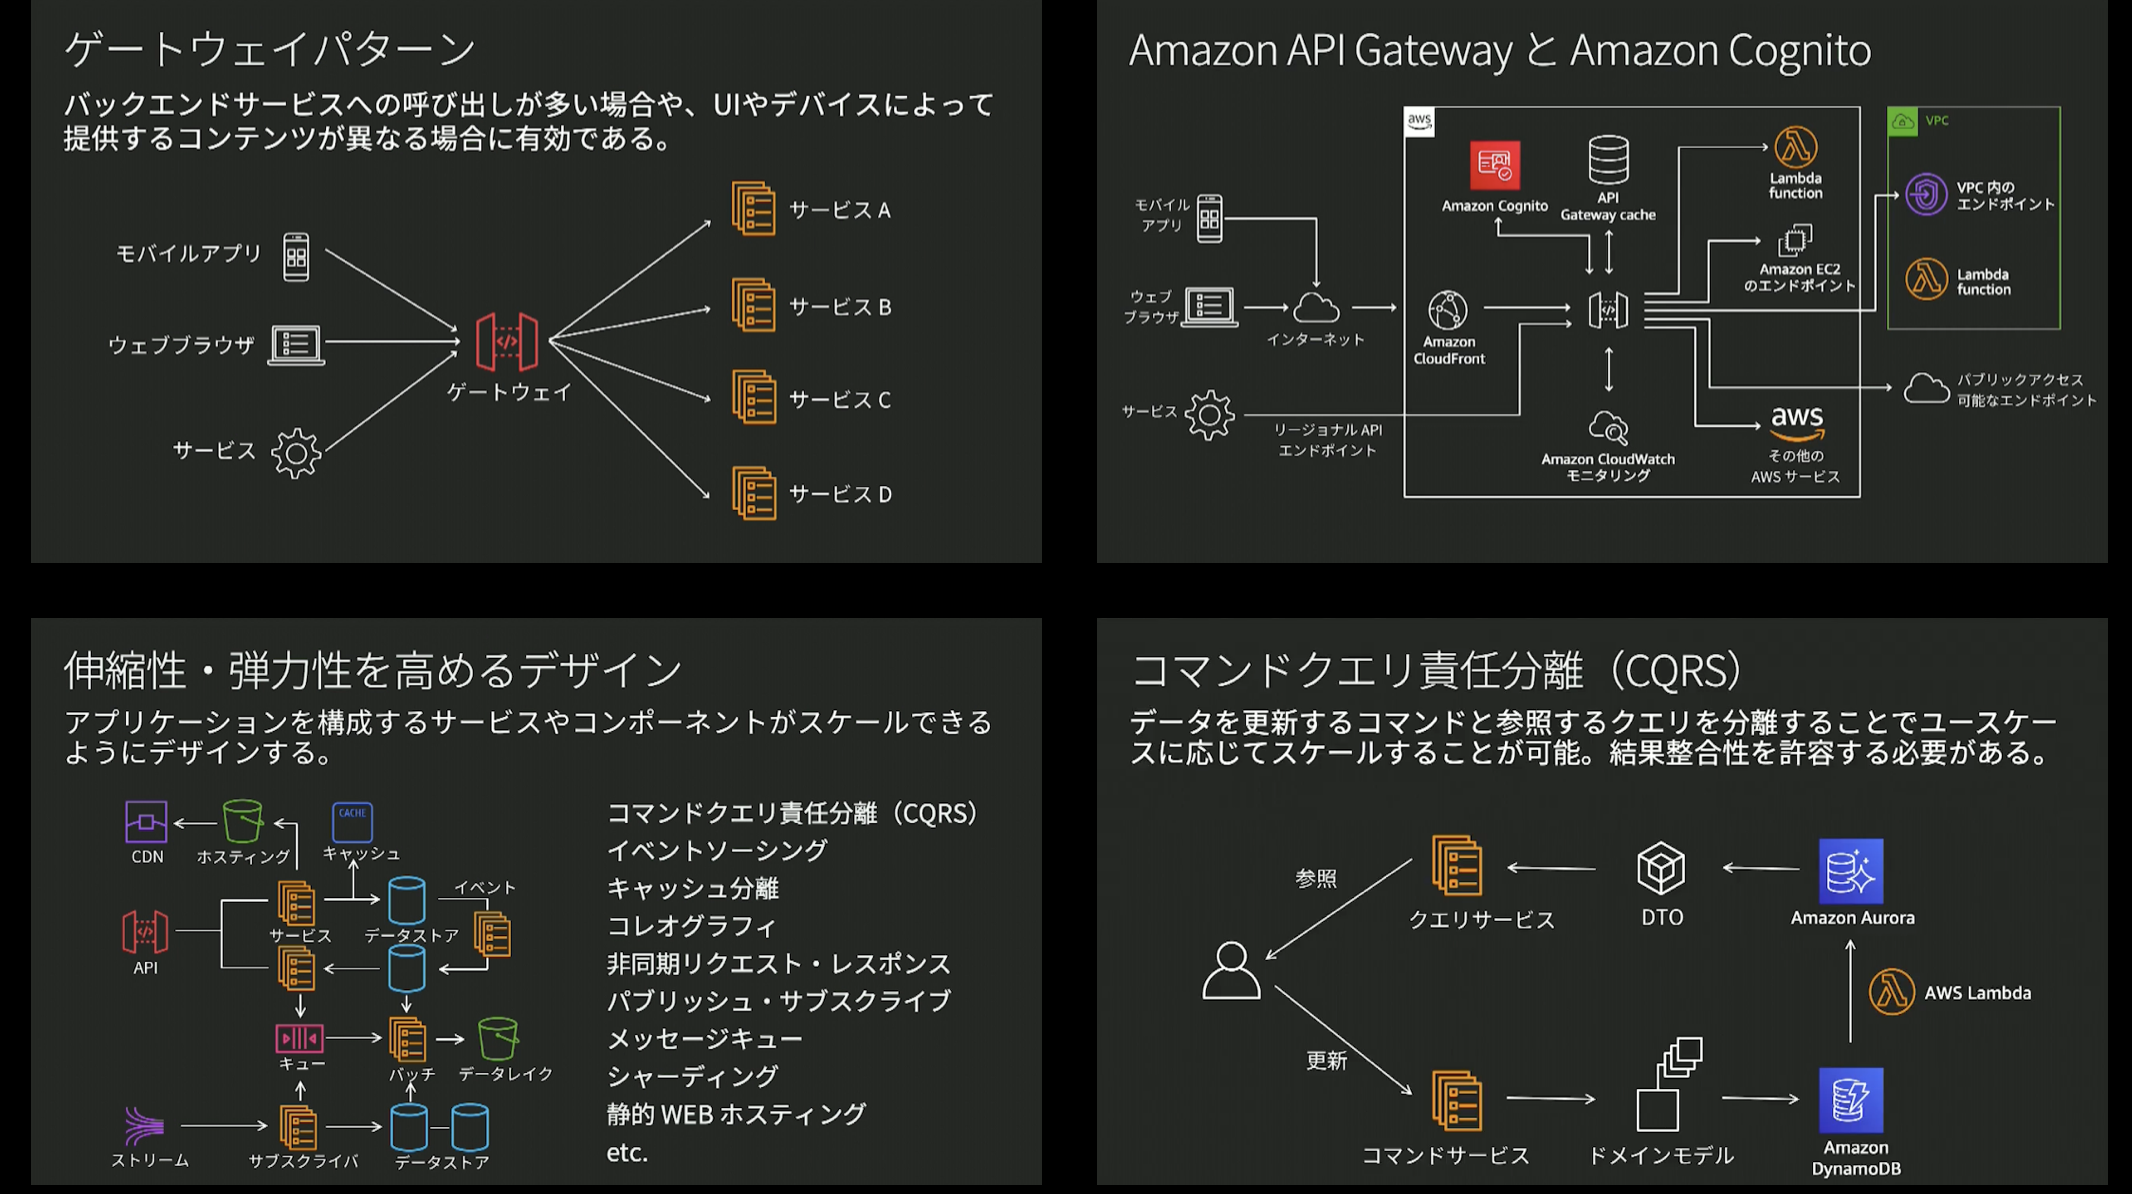 ゲートウェイパターン
バックエンドサービスへの呼び出しが多い場合や、UIやデバイスによって
提供するコンテンツが異なる場合に有効である。
モバイルアプリ
ウェブブラウザ
サービス
ゲートウェイ
サービス A
サービス B
サービス C
サービス D
Amazon API Gateway と Amazon Cognito
モバイル
アプリ
ウェブ
ブラウザ
サービス
インターネット
リージョナル API
エンドポイント
aws
Amazon Cognito
API
Gateway cache
Amazon
CloudFront
Amazon CloudWatch
モニタリング
Lambda
function
Amazon EC2
のエンドポイント
aws
その他の
AWS サービス
VPC
VPC 内の
エンドポイント
Lambda
function
パブリックアクセス
可能なエンドポイント
伸縮性・弾力性を高めるデザイン
アプリケーションを構成するサービスやコンポーネントがスケールできる
ようにデザインする。
CDN
ホスティング
CACHE
キャッシュ
イベント
サービス
データストア
API
キュー
バッチ
データレイク
ストリーム
サブスクライバ
データストア
コマンドクエリ責任分離（CQRS）
イベントソーシング
キャッシュ分離
コレオグラフィ
非同期リクエスト・レスポンス
パブリッシュ・サブスクライブ
メッセージキュー
シャーディング
静的 WEB ホスティング
etc.
コマンドクエリ責任分離（CQRS）
データを更新するコマンドと参照するクエリを分離することでユースケー
スに応じてスケールすることが可能。結果整合性を許容する必要がある。
参照
クエリサービス
DTO
Amazon Aurora
AWS Lambda
更新
コマンドサービス
ドメインモデル
Amazon
DynamoDB